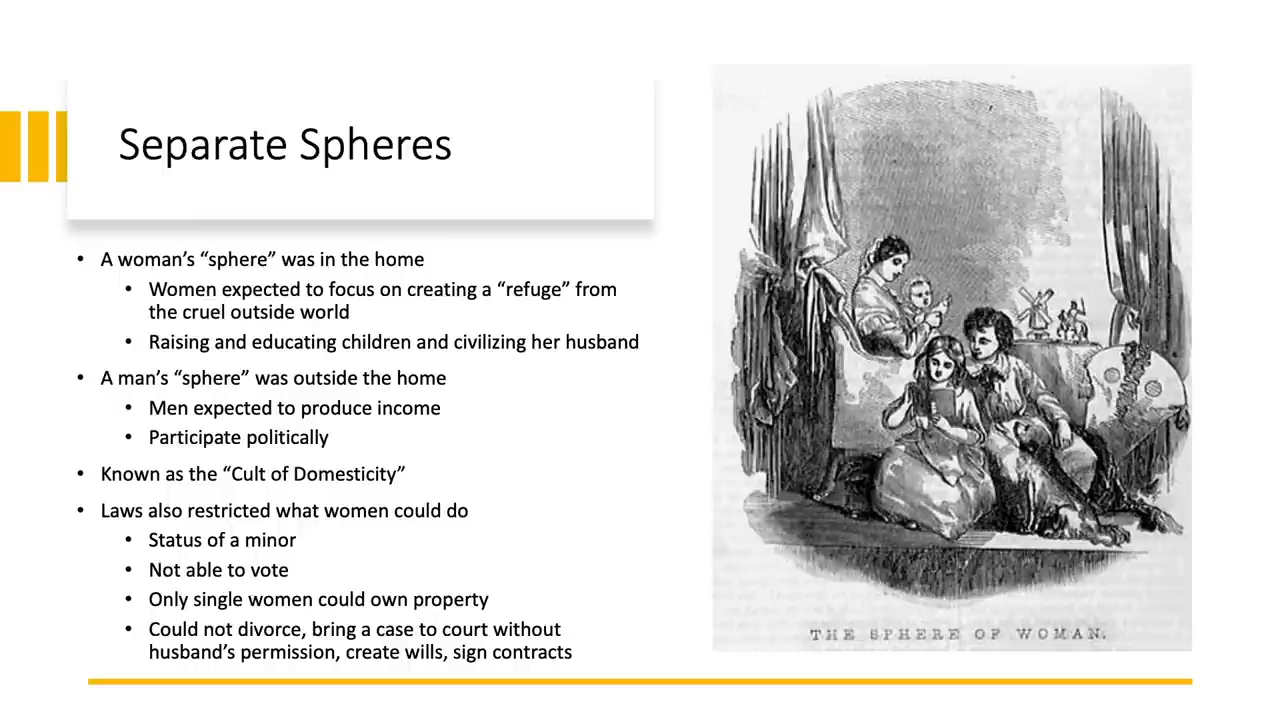 Separate Spheres
• A woman’s “sphere” was in the home
• Women expected to focus on creating a “refuge” from
the cruel outside world
• Raising and educating children and civilizing her husband
• A man’s “sphere” was outside the home
• Men expected to produce income
• Participate politically
• Known as the “Cult of Domesticity”
• Laws also restricted what women could do
• Status of a minor
• Not able to vote
• Only single women could own property
• Could not divorce, bring a case to court without
husband’s permission, create wills, sign contracts
THE SPHERE OF WOMAN.